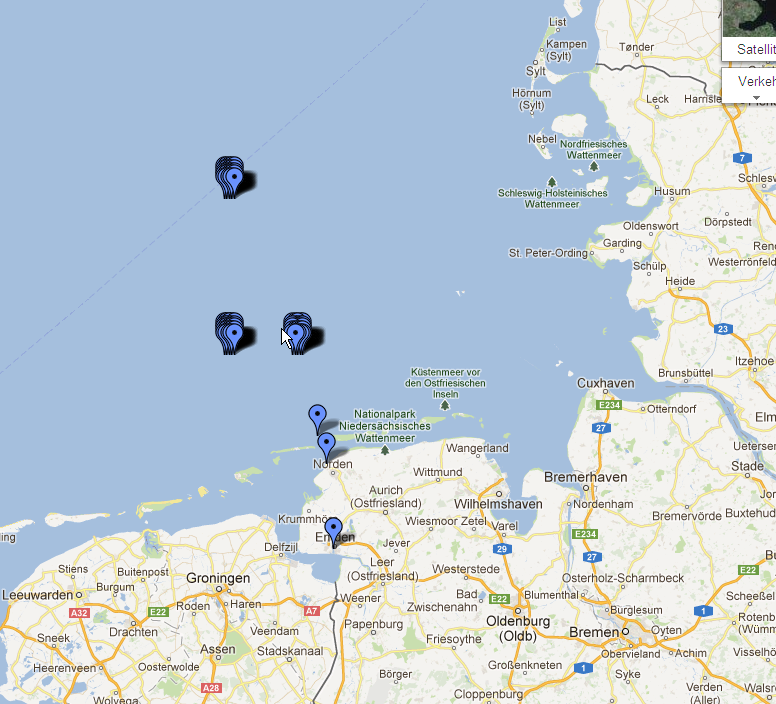 List
Kampen
(Sylt)
Tønder
Satellit
Sylt
Verkeh
Hörnum
(Sylt)
Leck
Harrisle
Nebel
Nordfriesisches
Wattenmeer
7
Schleswig-Holsteinisches
Wattenmeer
Husum
Schlesw
Oldenswort
Dörpstedt
Garding
St. Peter-Ording
Westerrönfeld
Schülp
Heide
23
Itzehoe
Küstenmeer vor
den Ostfriesischen
Inseln
Brunsbüttel
Cuxhaven
E234
Otterndorf
Elm
Nationalpark
Niedersächsisches
Wattenmeer
27
Wangerland
Uetersen
Norden
Wittmund
Stade
Bremerhaven
Aurich
(Ostfriesland)
Wilhelmshaven
Nordenham
Bremervörde
Buxtehud
Krummhö
Wiesmoor
Zetel
Varel
E234
ing
Emden
Delfzijl
Jever
29
27
Stiens
Buitenpost
Leer
(Ostfriesland)
Westerstede
E22
Groningen
Osterholz-Scharmbeck
Leeuwarden
Burgum
Weener
Bad
Zwischenahn
E22
Blumenthal
Scheeßel
A32
E22
Roden
Haren
A7
Burglesum
1
Papenburg
Oldenburg
(Oldb)
Rotenb
(Wümm
Sneek
Drachten
Veendam
Bremen
Oyten
Friesoythe
Assen
Stadskanaal
Obervieland
Achim
Visselhö
Heerenveen
Oosterwolde
Großenkneten
1
Börger
Syke
A28
Verden
(Aller)
Walsro
Wolvega
Cloppenburg